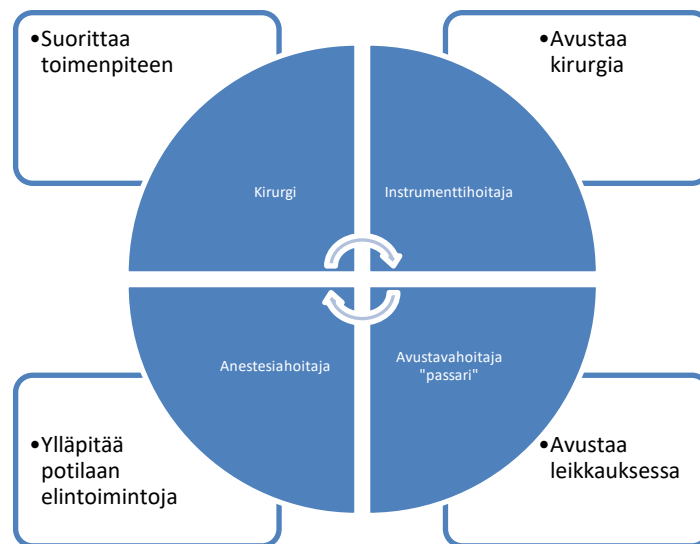 •Suorittaa
toimenpiteen
•Avustaa
kirurgia
Kirurgi
Instrumenttihoitaja
Anestesiahoitaja
Avustavahoitaja
"passari"
•Ylläpitää
potilaan
elintoimintoja
•Avustaa
leikkauksessa